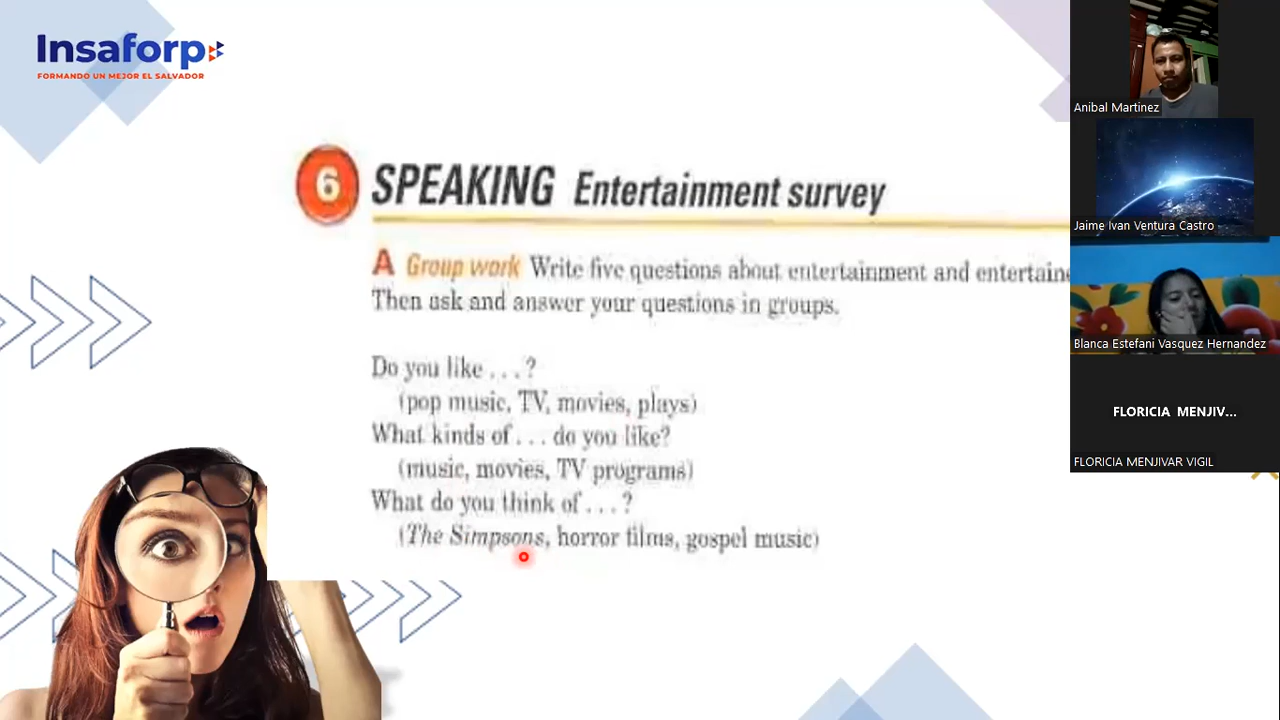 Insaforp
FORMANDO UN MEJOR EL SALVADOR
6 SPEAKING Entertainment survey
A Group work Write five questions about entertainment and
Then ask and answer your questions in groups.
Do you like . . . ?
(pop music, TV, movies, plays)
What kinds of . . . do you like?
(music, movies, TV programs)
What do you think of . . . ?
(The Simpsons, horror films, gospel music)
Anibal Martinez
Jaime Ivan Ventura Castro
Blanca Estefani Vasquez Hernandez
FLORICIA MENJIV...
FLORICIA MENJIVAR VIGIL